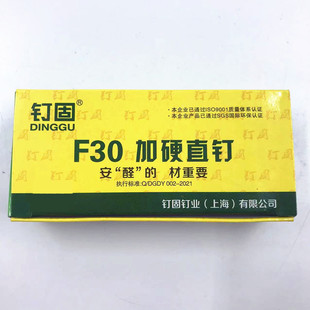 钉固®
DINGGU
·本企业已通过ISO9001质量体系认证
·本企业产品已通过SGS国际环保认证
F30 加硬直钉
安“醛”的 材重要
执行标准:Q/DGDY 002-2021
钉固钉业（上海）有限公司